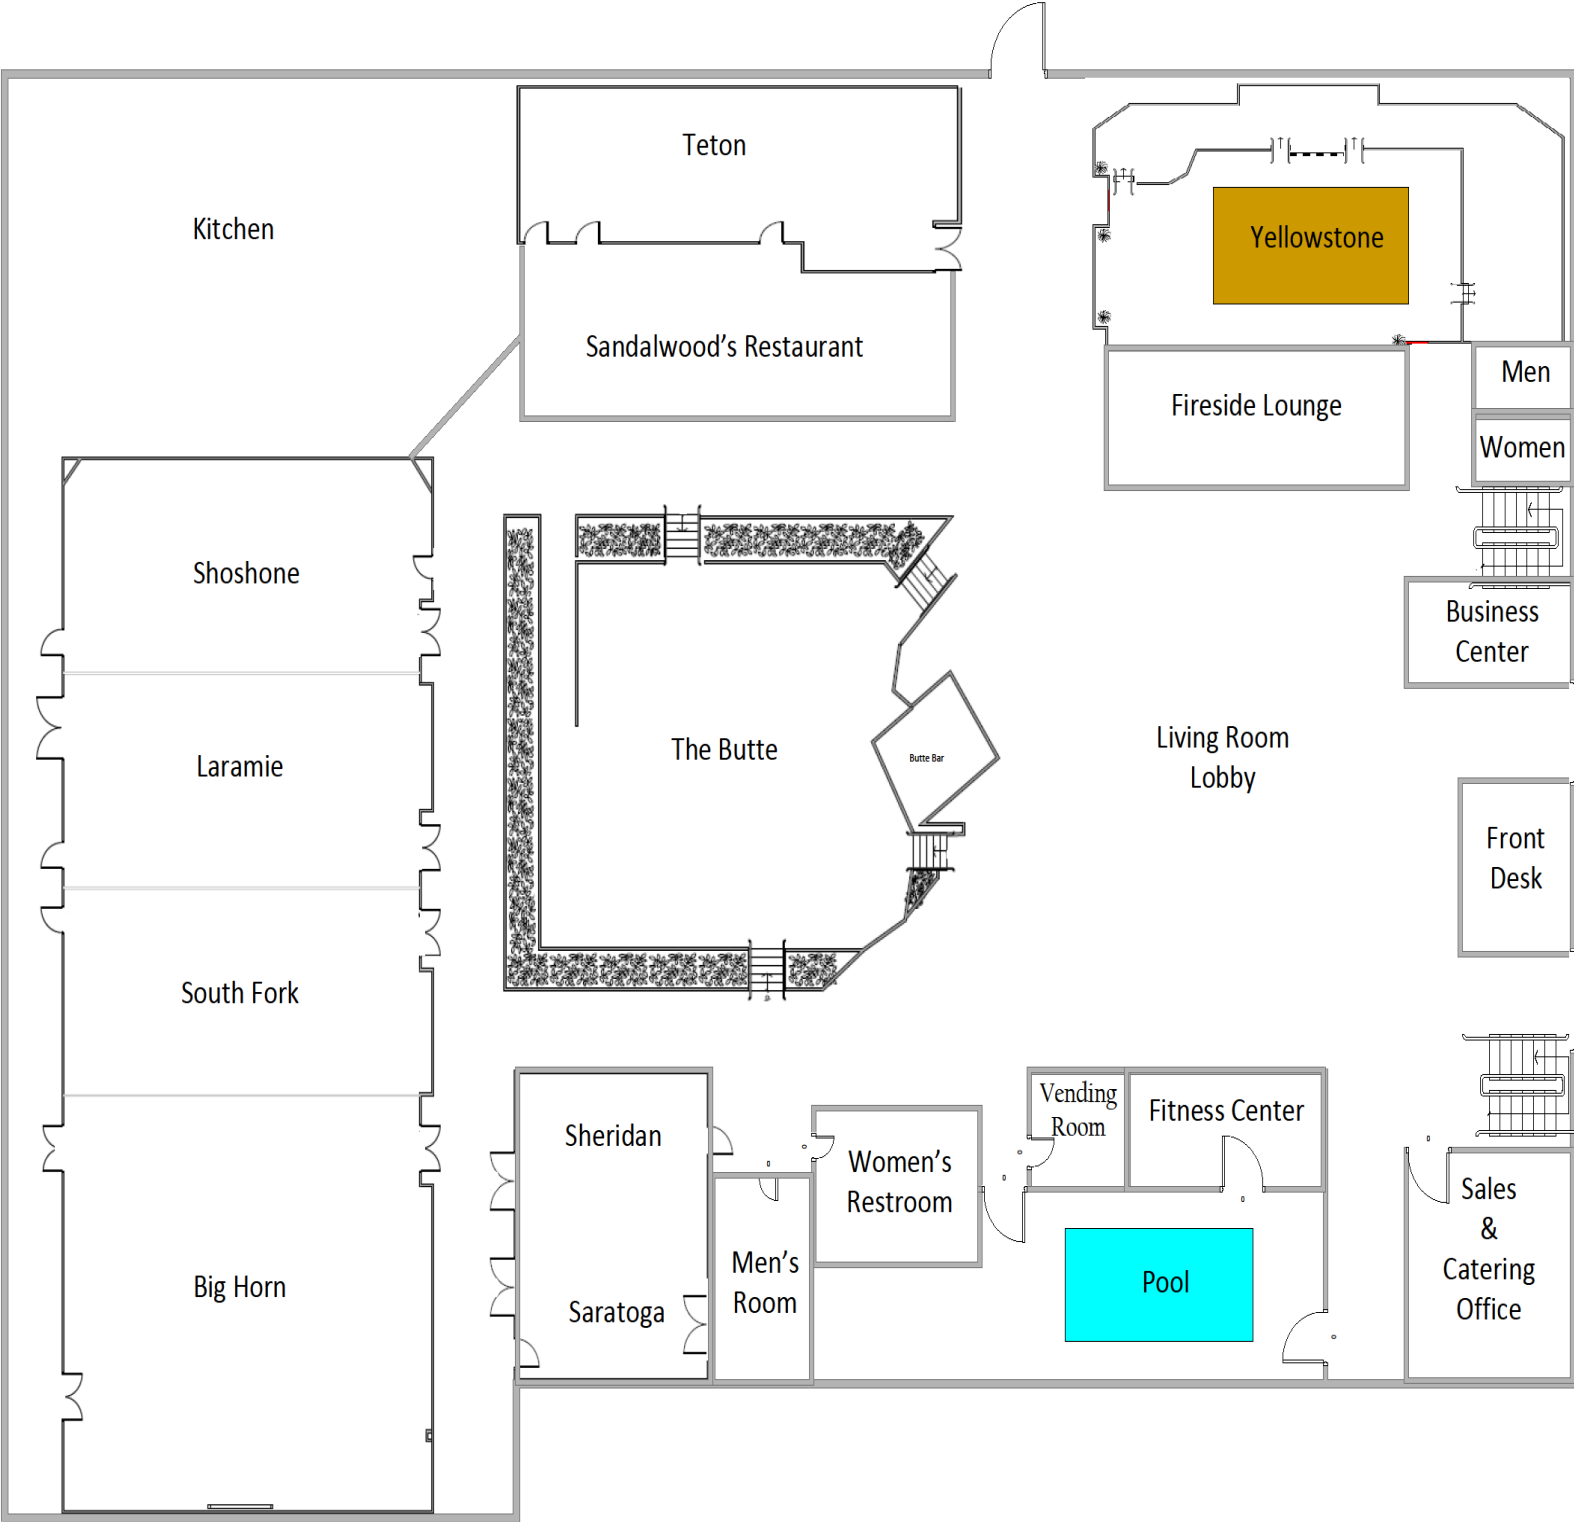 Teton
Kitchen
Yellowstone
Sandalwood's Restaurant
Men
Fireside Lounge
Women
Shoshone
Business
Center
The Butte
Living Room
Lobby
Butte Bar
Laramie
Front
Desk
South Fork
Vending
Room
Fitness Center
Sheridan
Women's
Restroom
Sales
&
Catering
Office
Men's
Room
Pool
Big Horn
Saratoga